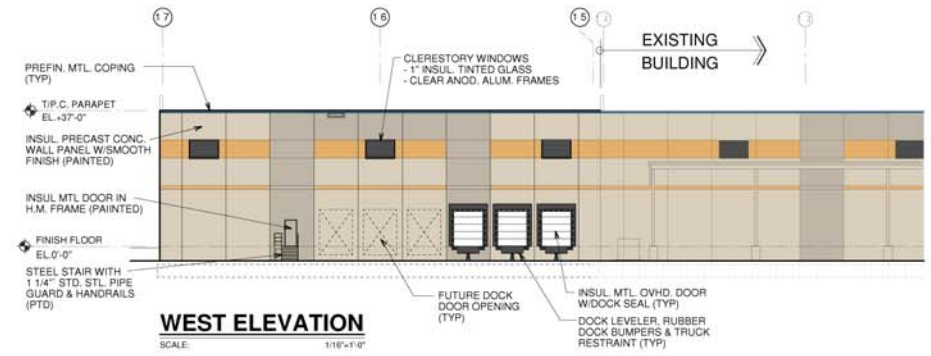 17
16
15
14
13
EXISTING
BUILDING
CLERESTORY WINDOWS
- 1" INSUL. TINTED GLASS
- CLEAR ANOD. ALUM. FRAMES
PREFIN. MTL. COPING
(TYP)
T/P.C. PARAPET
EL.+37'-0"
INSUL. PRECAST CONC.
WALL PANEL W/SMOOTH
FINISH (PAINTED)
INSUL MTL DOOR IN
H.M. FRAME (PAIINTED)
FINISH FLOOR
EL.0'-0"
STEEL STAIR WITH
1 1/4"  STD. STL. PIPE
GUARD & HANDRAILS
(PTD)
FUTURE DOCK
DOOR OPENING
(TYP)
INSUL. MTL. OVHD. DOOR
W/DOCK SEAL (TYP)
DOCK LEVELER, RUBBER
DOCK BUMPERS & TRUCK
RESTRAINT (TYP)
WEST ELEVATION
SCALE: 1/16"=1'-0"